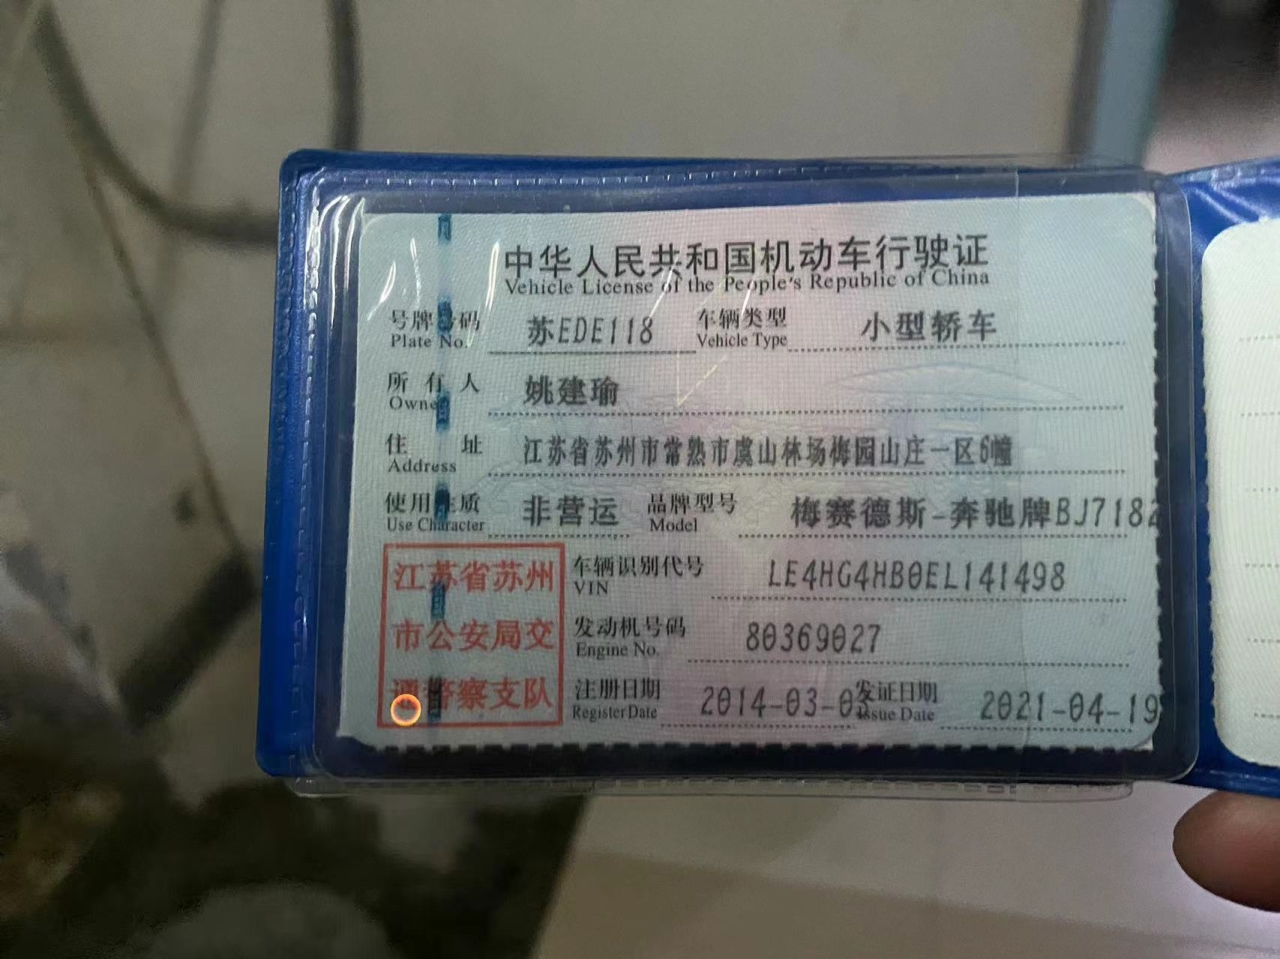 中华人民共和国机动车行驶证
Vehicle License of the People's Republic of China
号牌号码 苏EDE118 车辆类型 小型轿车
Plate No. Vehicle Type
所有人 姚建瑜
Owner
住址 江苏省苏州市常熟市虞山林场梅园山庄一区6幢
Address
使用性质 非营运 品牌型号 梅赛德斯-奔驰牌BJ7182
Use Character Model
江苏省苏州 车辆识别代号 LE4HG4HB0EL141498
VIN
市公安局交 发动机号码 80369027
Engine No.
通警察支队 注册日期 2014-03-03 发证日期 2021-04-19
Register Date Issue Date